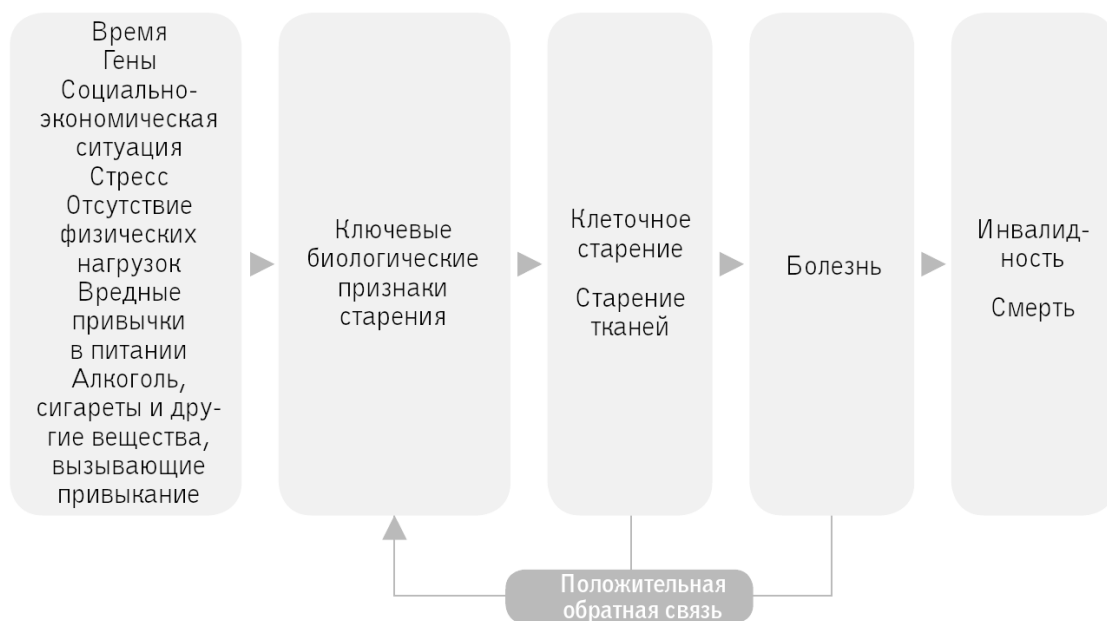 Время
Гены
Социально-
экономическая
ситуация
Стресс
Отсутствие
физических
нагрузок
Вредные
привычки
в питании
Алкоголь,
сигареты и дру-
гие вещества,
вызывающие
привыкание
Ключевые
биологические
признаки
старения
Клеточное
старение
Старение
тканей
Болезнь
Инвалид-
ность
Смерть
Положительная
обратная связь